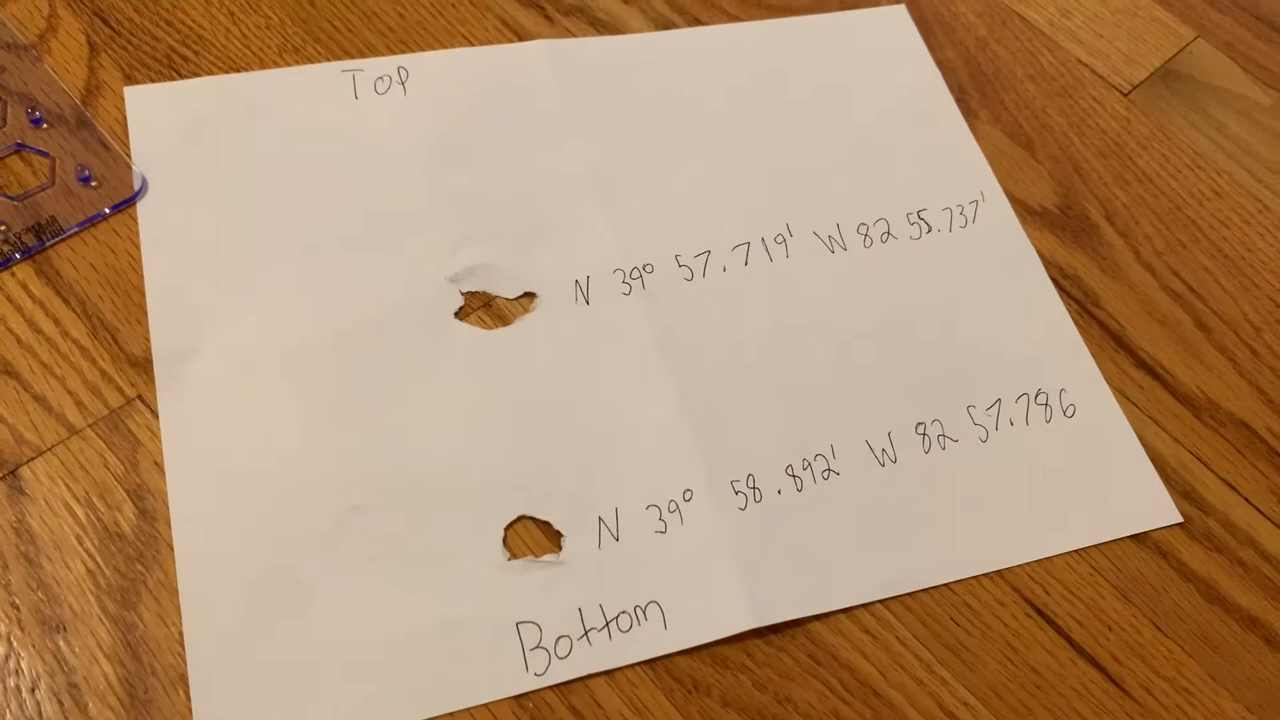 Top
N 39° 57.719' W 82 55.737'
N 39° 58.892' W 82 57.786
Bottom